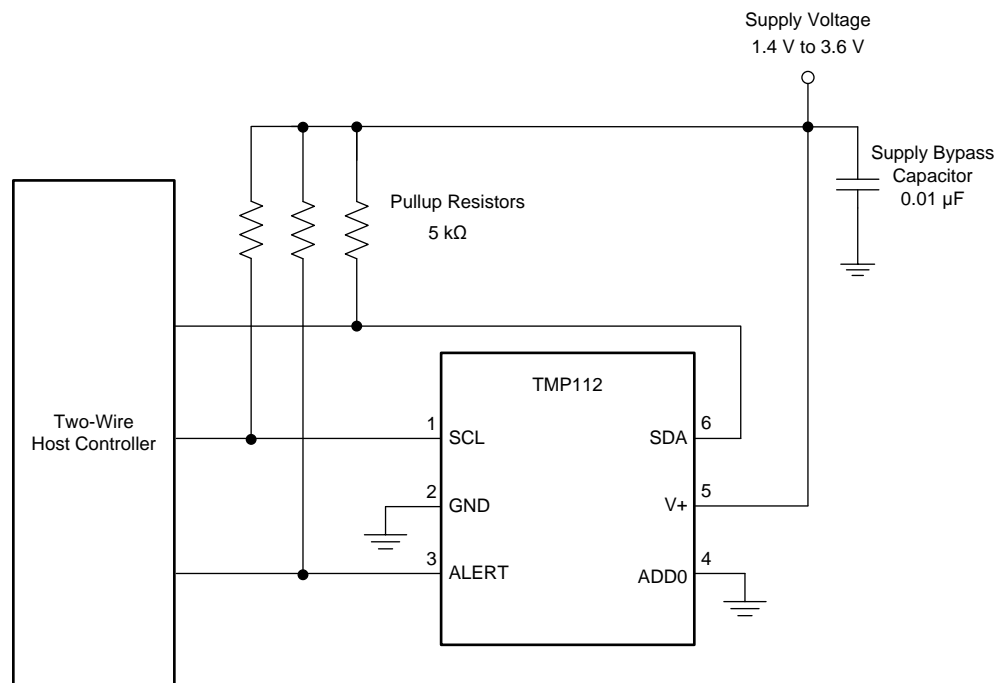 Supply Voltage
1.4 V to 3.6 V
Supply Bypass
Capacitor
0.01 µF
Pullup Resistors
5 kΩ
Two-Wire
Host Controller
TMP112
1
SCL
2
GND
3
ALERT
6
SDA
5
V+
4
ADD0